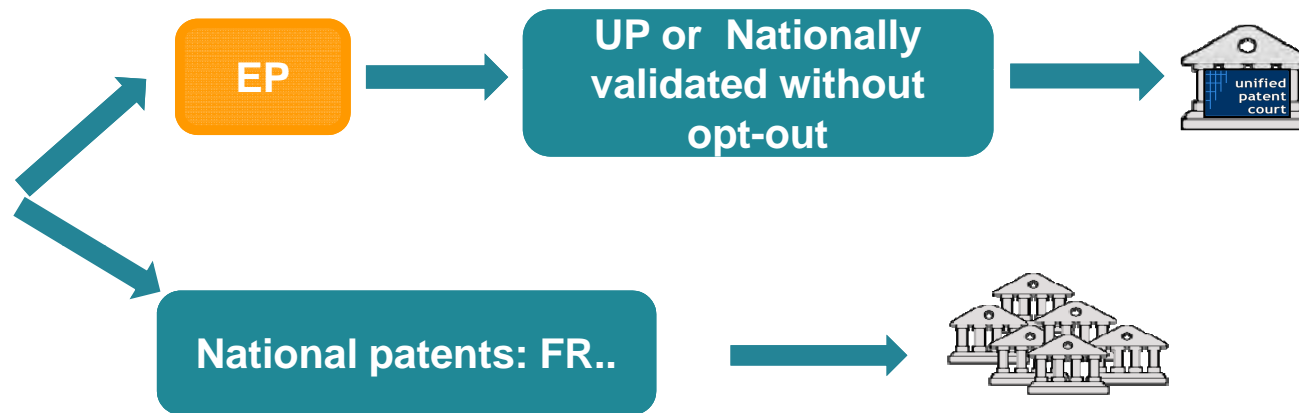 EP
UP or Nationally
validated without
opt-out
unified
patent
court
National patents: FR..